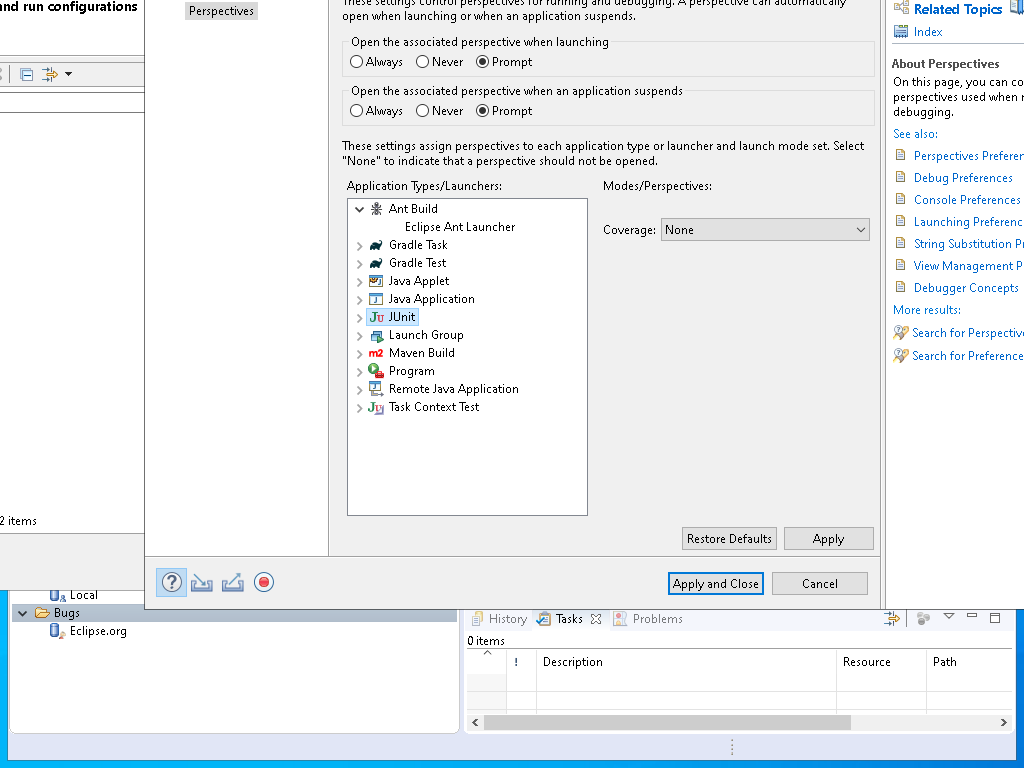 and run configurations
Perspectives
These settings control perspectives for running and debugging. A perspective can automatically
open when launching or when an application suspends.
Open the associated perspective when launching
Always
Never
Prompt
Open the associated perspective when an application suspends
Always
Never
Prompt
These settings assign perspectives to each application type or launcher and launch mode set. Select
"None" to indicate that a perspective should not be opened.
Application Types/Launchers:
Modes/Perspectives:
Ant Build
Eclipse Ant Launcher
Gradle Task
Gradle Test
Java Applet
Java Application
JUnit
Launch Group
Maven Build
Program
Remote Java Application
Task Context Test
Coverage:
None
Restore Defaults
Apply
Apply and Close
Cancel
Related Topics
Index
About Perspectives
On this page, you can co
perspectives used when r
debugging.
See also:
Perspectives Preferen
Debug Preferences
Console Preferences
Launching Preferenc
String Substitution Pr
View Management P
Debugger Concepts
More results:
Search for Perspective
Search for Preference
2 items
Local
Bugs
Eclipse.org
History
Tasks
Problems
0 items
!
Description
Resource
Path